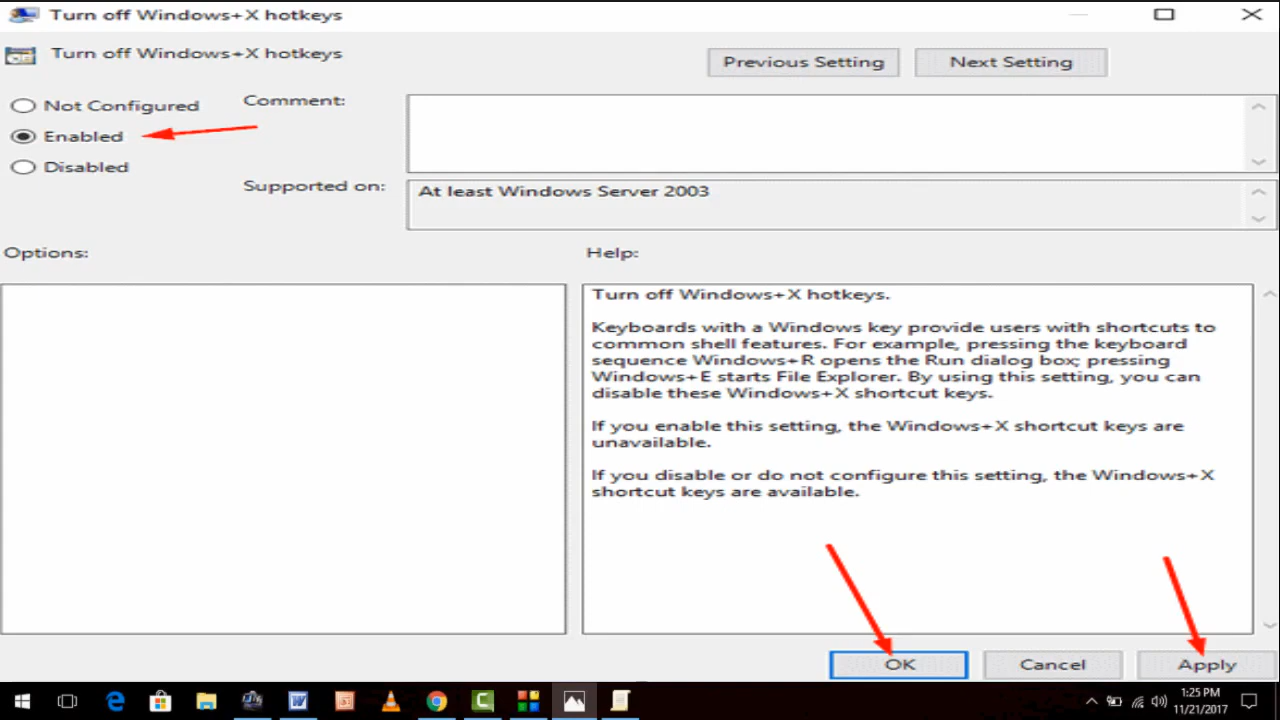 Turn off Windows+X hotkeys
Turn off Windows+X hotkeys
Previous Setting
Next Setting
Not Configured
Comment:
Enabled
Disabled
Supported on:
At least Windows Server 2003
Options:
Help:
Turn off Windows+X hotkeys.
Keyboards with a Windows key provide users with shortcuts to
common shell features. For example, pressing the keyboard
sequence Windows+R opens the Run dialog box; pressing
Windows+E starts File Explorer. By using this setting, you can
disable these Windows+X shortcut keys.
If you enable this setting, the Windows+X shortcut keys are
unavailable.
If you disable or do not configure this setting, the Windows+X
shortcut keys are available.
OK
Cancel
Apply
1:25 PM
11/21/2017